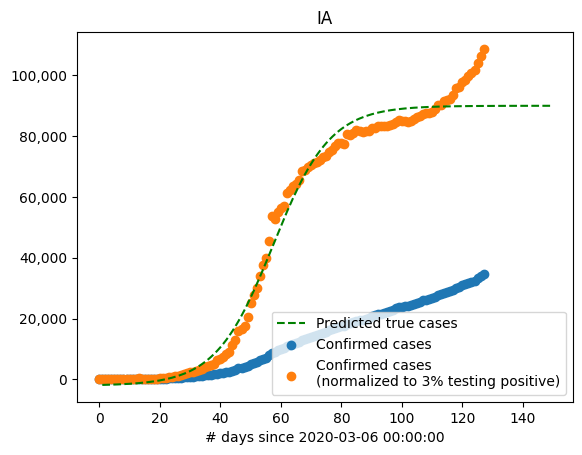 IA
100,000
80,000
60,000
40,000
20,000
0
Predicted true cases
Confirmed cases
Confirmed cases
(normalized to 3% testing positive)
0 20 40 60 80 100 120 140
# days since 2020-03-06 00:00:00